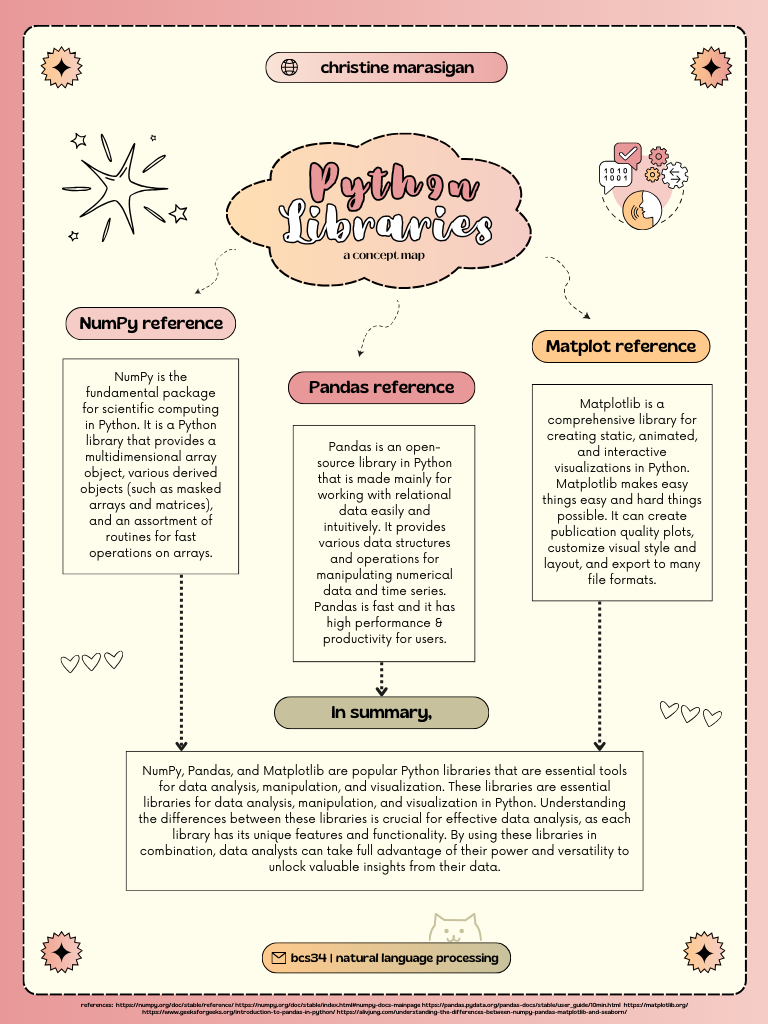 christine marasigan
1010
1001
Python
Libraries
a concept map
NumPy reference
NumPy is the
fundamental package
for scientific computing
in Python. It is a Python
library that provides a
multidimensional array
object, various derived
objects (such as masked
arrays and matrices),
and an assortment of
routines for fast
operations on arrays.
Pandas reference
Pandas is an open-
source library in Python
that is made mainly for
working with relational
data easily and
intuitively. It provides
various data structures
and operations for
manipulating numerical
data and time series.
Pandas is fast and it has
high performance &
productivity for users.
Matplot reference
Matplotlib is a
comprehensive library for
creating static, animated,
and interactive
visualizations in Python.
Matplotlib makes easy
things easy and hard things
possible. It can create
publication quality plots,
customize visual style and
layout, and export to many
file formats.
In summary,
NumPy, Pandas, and Matplotlib are popular Python libraries that are essential tools
for data analysis, manipulation, and visualization. These libraries are essential
libraries for data analysis, manipulation, and visualization in Python. Understanding
the differences between these libraries is crucial for effective data analysis, as each
library has its unique features and functionality. By using these libraries in
combination, data analysts can take full advantage of their power and versatility to
unlock valuable insights from their data.
bcs34 | natural language processing
references: https://numpy.org/doc/stable/reference/ https://numpy.org/doc/stable/index.html#numpy-docs-mainpage https://pandas.pydata.org/pandas-docs/stable/user_guide/10min.html https://matplotlib.org/
https://www.geeksforgeeks.org/introduction-to-pandas-in-python/ https://alivjung.com/understanding-the-differences-between-numpy-pandas-matplotlib-and-seaborn/